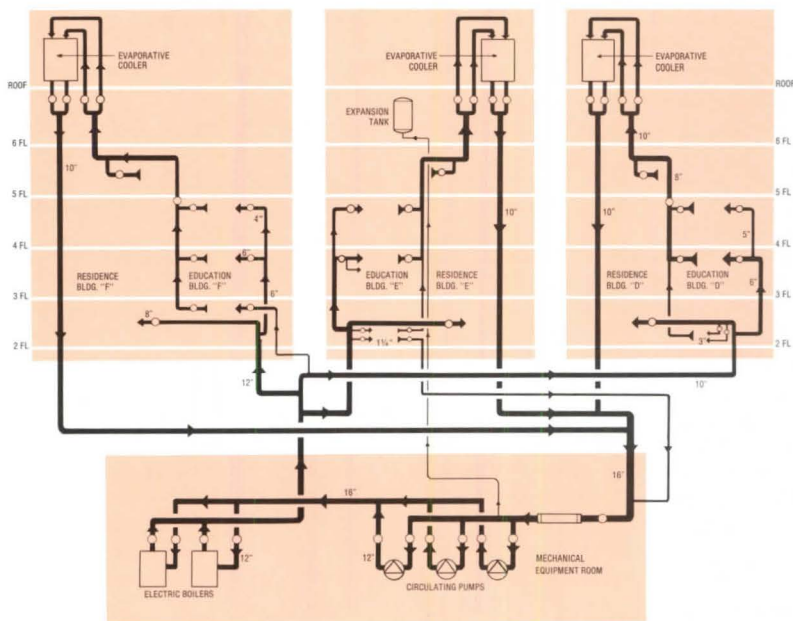 EVAPORATIVE
COOLER
EVAPORATIVE
COOLER
EVAPORATIVE
COOLER
ROOF
ROOF
EXPANSION
TANK
6 FL
6 FL
10"
10"
8"
5 FL
5 FL
4"
10"
10"
5"
4 FL
4 FL
6"
RESIDENCE
BLDG. "F"
EDUCATION
BLDG. "F"
6"
EDUCATION
BLDG. "E"
RESIDENCE
BLDG. "E"
RESIDENCE
BLDG. "D"
EDUCATION
BLDG. "D"
6"
3 FL
3 FL
8"
1¼"
3"
2 FL
2 FL
12"
10"
16"
16"
12"
12"
MECHANICAL
EQUIPMENT ROOM
ELECTRIC BOILERS
CIRCULATING PUMPS